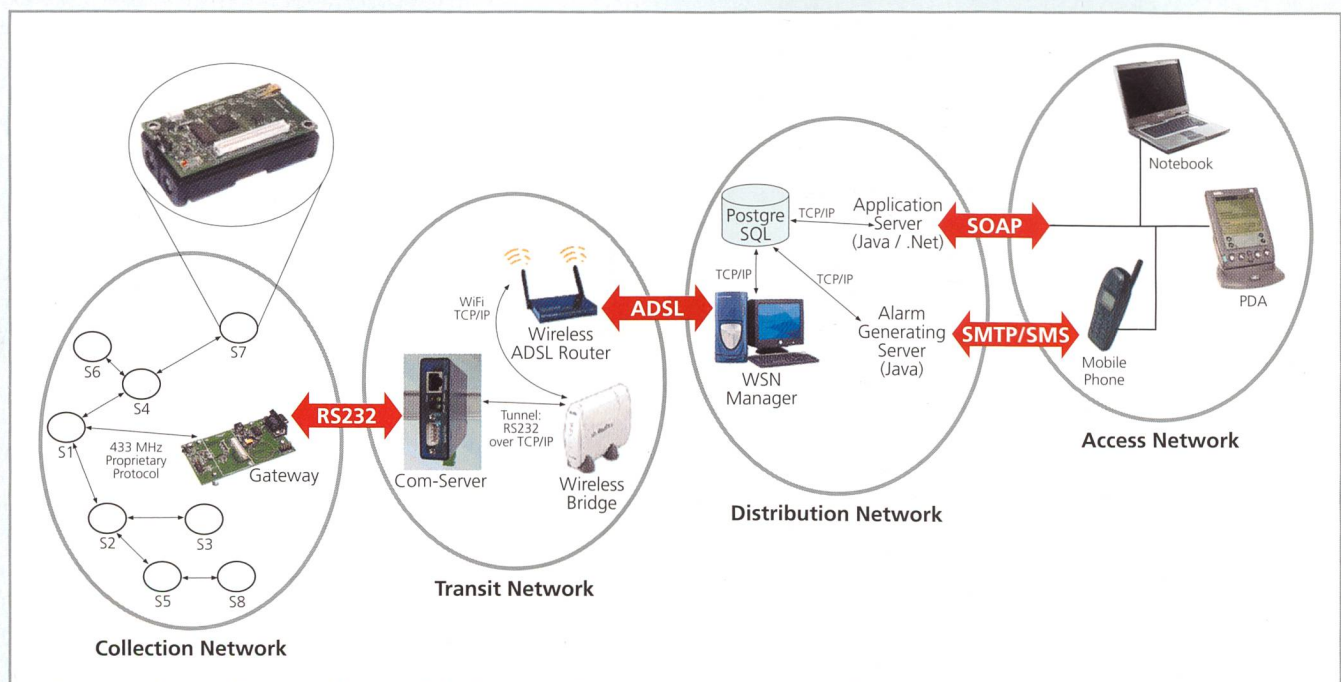 S7
S6
S4
S1
433 MHz
Proprietary
Protocol
Gateway
S2
S3
S5
S8
Collection Network
RS232
WiFi
TCP/IP
Wireless
ADSL Router
Com-Server
Tunnel:
RS232
over TCP/IP
Wireless
Bridge
Transit Network
ADSL
Postgre
SQL
TCP/IP
Application
Server
(Java / .Net)
TCP/IP
TCP/IP
WSN
Manager
Alarm
Generating
Server
(Java)
Distribution Network
SOAP
SMTP/SMS
Notebook
PDA
Mobile
Phone
Access Network